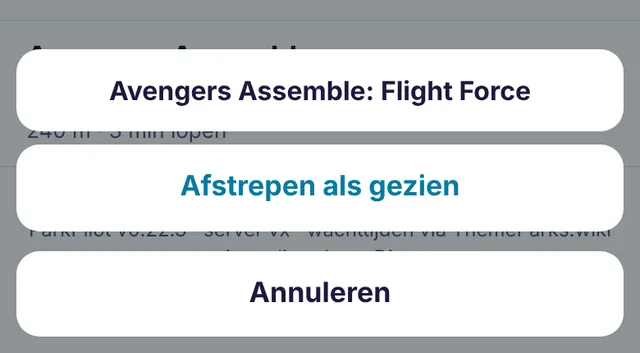 Avengers Assemble: Flight Force
240 m · 3 min lopen
Afstrepen als gezien
ParkPilot v0.22.3 server vx wachttijden via ThemeParks.wiki
Annuleren